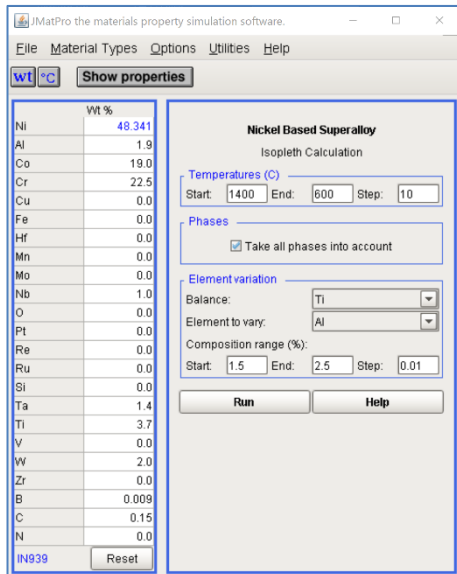 JMatPro the materials property simulation software.
File Material Types Options Utilities Help
wt °C Show properties
Wt %
Ni 48.341
Al 1.9
Co 19.0
Cr 22.5
Cu 0.0
Fe 0.0
Hf 0.0
Mn 0.0
Mo 0.0
Nb 1.0
O 0.0
Pt 0.0
Re 0.0
Ru 0.0
Si 0.0
Ta 1.4
Ti 3.7
V 0.0
W 2.0
Zr 0.0
B 0.009
C 0.15
N 0.0
IN939 Reset
Nickel Based Superalloy
Isopleth Calculation
Temperatures (C)
Start: 1400 End: 600 Step: 10
Phases
Take all phases into account
Element variation
Balance: Ti
Element to vary: Al
Composition range (%):
Start: 1.5 End: 2.5 Step: 0.01
Run Help